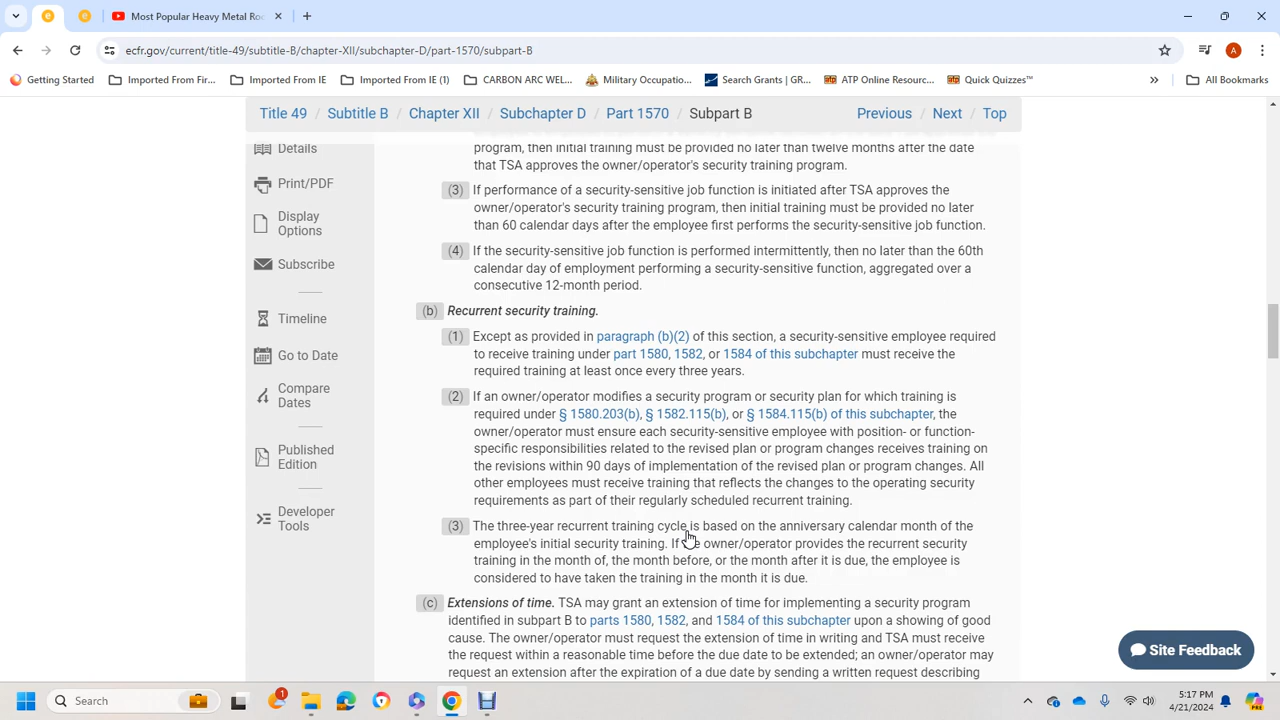 Most Popular Heavy Metal Ro
ecfr.gov/current/title-49/subtitle-B/chapter-XII/subchapter-D/part-1570/subpart-B
A
Getting Started
Imported From Fir...
Imported From IE
Imported From IE (1)
CARBON ARC WEL...
Military Occupatio...
Search Grants | GR...
ATP Online Resourc...
Quick Quizzes™
»
All Bookmarks
Title 49 / Subtitle B / Chapter XII / Subchapter D / Part 1570 / Subpart B
Previous / Next / Top
Details
Print/PDF
Display
Options
Subscribe
Timeline
Go to Date
Compare
Dates
Published
Edition
Developer
Tools
program, then initial training must be provided no later than twelve months after the date
that TSA approves the owner/operator's security training program.
(3) If performance of a security-sensitive job function is initiated after TSA approves the
owner/operator's security training program, then initial training must be provided no later
than 60 calendar days after the employee first performs the security-sensitive job function.
(4) If the security-sensitive job function is performed intermittently, then no later than the 60th
calendar day of employment performing a security-sensitive function, aggregated over a
consecutive 12-month period.
(b) Recurrent security training.
(1) Except as provided in paragraph (b)(2) of this section, a security-sensitive employee required
to receive training under part 1580, 1582, or 1584 of this subchapter must receive the
required training at least once every three years.
(2) If an owner/operator modifies a security program or security plan for which training is
required under § 1580.203(b), § 1582.115(b), or § 1584.115(b) of this subchapter, the
owner/operator must ensure each security-sensitive employee with position- or function-
specific responsibilities related to the revised plan or program changes receives training on
the revisions within 90 days of implementation of the revised plan or program changes. All
other employees must receive training that reflects the changes to the operating security
requirements as part of their regularly scheduled recurrent training.
(3) The three-year recurrent training cycle is based on the anniversary calendar month of the
employee's initial security training. If the owner/operator provides the recurrent security
training in the month of, the month before, or the month after it is due, the employee is
considered to have taken the training in the month it is due.
(c) Extensions of time. TSA may grant an extension of time for implementing a security program
identified in subpart B to parts 1580, 1582, and 1584 of this subchapter upon a showing of good
cause. The owner/operator must request the extension of time in writing and TSA must receive
the request within a reasonable time before the due date to be extended; an owner/operator may
request an extension after the expiration of a due date by sending a written request describing
Site Feedback
Search
1
5:17 PM
4/21/2024